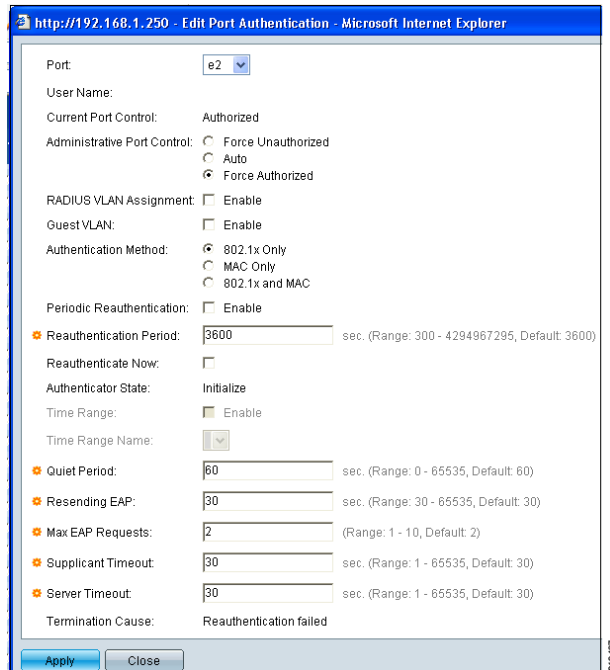 http://192.168.1.250 - Edit Port Authentication - Microsoft Internet Explorer
Port: e2
User Name:
Current Port Control: Authorized
Administrative Port Control: Force Unauthorized
Auto
Force Authorized
RADIUS VLAN Assignment: Enable
Guest VLAN: Enable
Authentication Method: 802.1x Only
MAC Only
802.1x and MAC
Periodic Reauthentication: Enable
Reauthentication Period: 3600 sec. (Range: 300 - 4294967295, Default: 3600)
Reauthenticate Now:
Authenticator State: Initialize
Time Range: Enable
Time Range Name:
Quiet Period: 60 sec. (Range: 0 - 65535, Default: 60)
Resending EAP: 30 sec. (Range: 30 - 65535, Default: 30)
Max EAP Requests: 2 (Range: 1 - 10, Default: 2)
Supplicant Timeout: 30 sec. (Range: 1 - 65535, Default: 30)
Server Timeout: 30 sec. (Range: 1 - 65535, Default: 30)
Termination Cause: Reauthentication failed
Apply Close